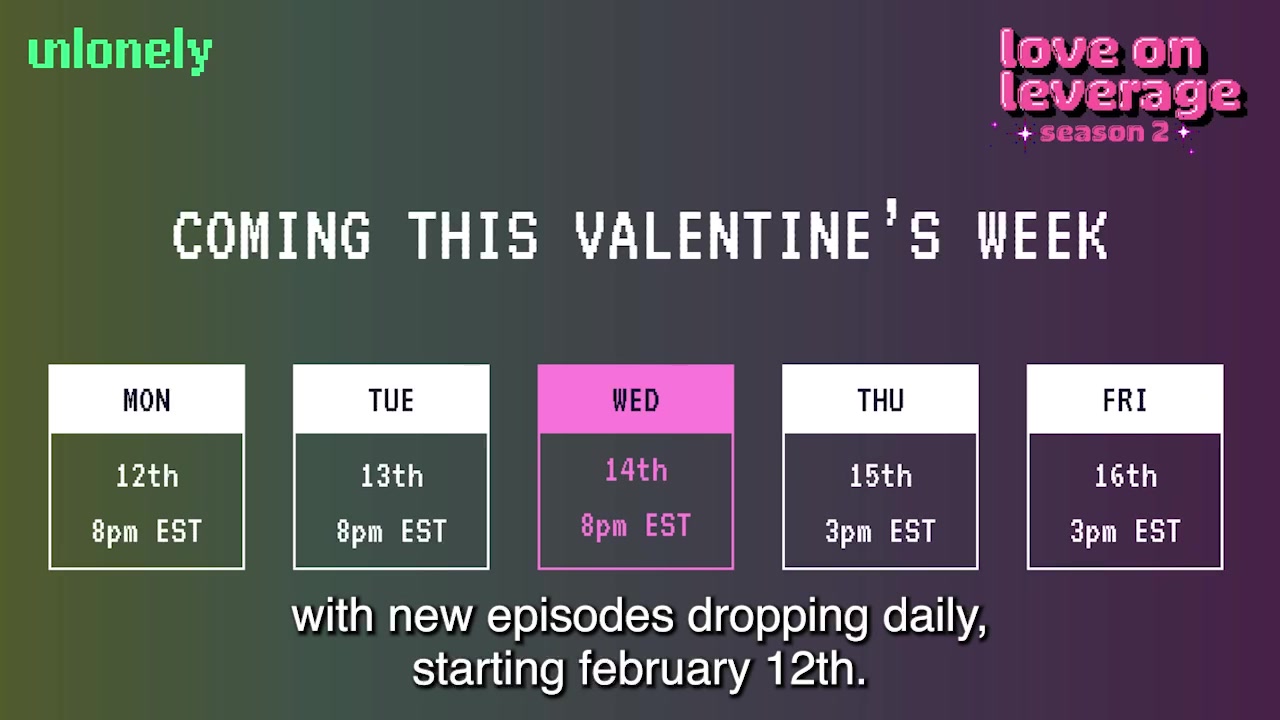 unlonely
love on
leverage
season 2
COMING THIS VALENTINE'S WEEK
MON
12th
8pm EST
TUE
13th
8pm EST
WED
14th
8pm EST
THU
15th
3pm EST
FRI
16th
3pm EST
with new episodes dropping daily,
starting february 12th.